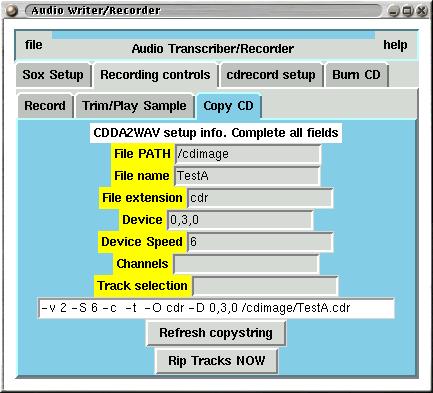 Audio Writer/Recorder
file Audio Transcriber/Recorder help
Sox Setup Recording controls cdrecord setup Burn CD
Record Trim/Play Sample Copy CD
CDDA2WAV setup info. Complete all fields
File PATH /cdimage
File name TestA
File extension cdr
Device 0,3,0
Device Speed 6
Channels
Track selection
-v 2 -S 6 -c -t -O cdr -D 0,3,0 /cdimage/TestA.cdr
Refresh copystring
Rip Tracks NOW